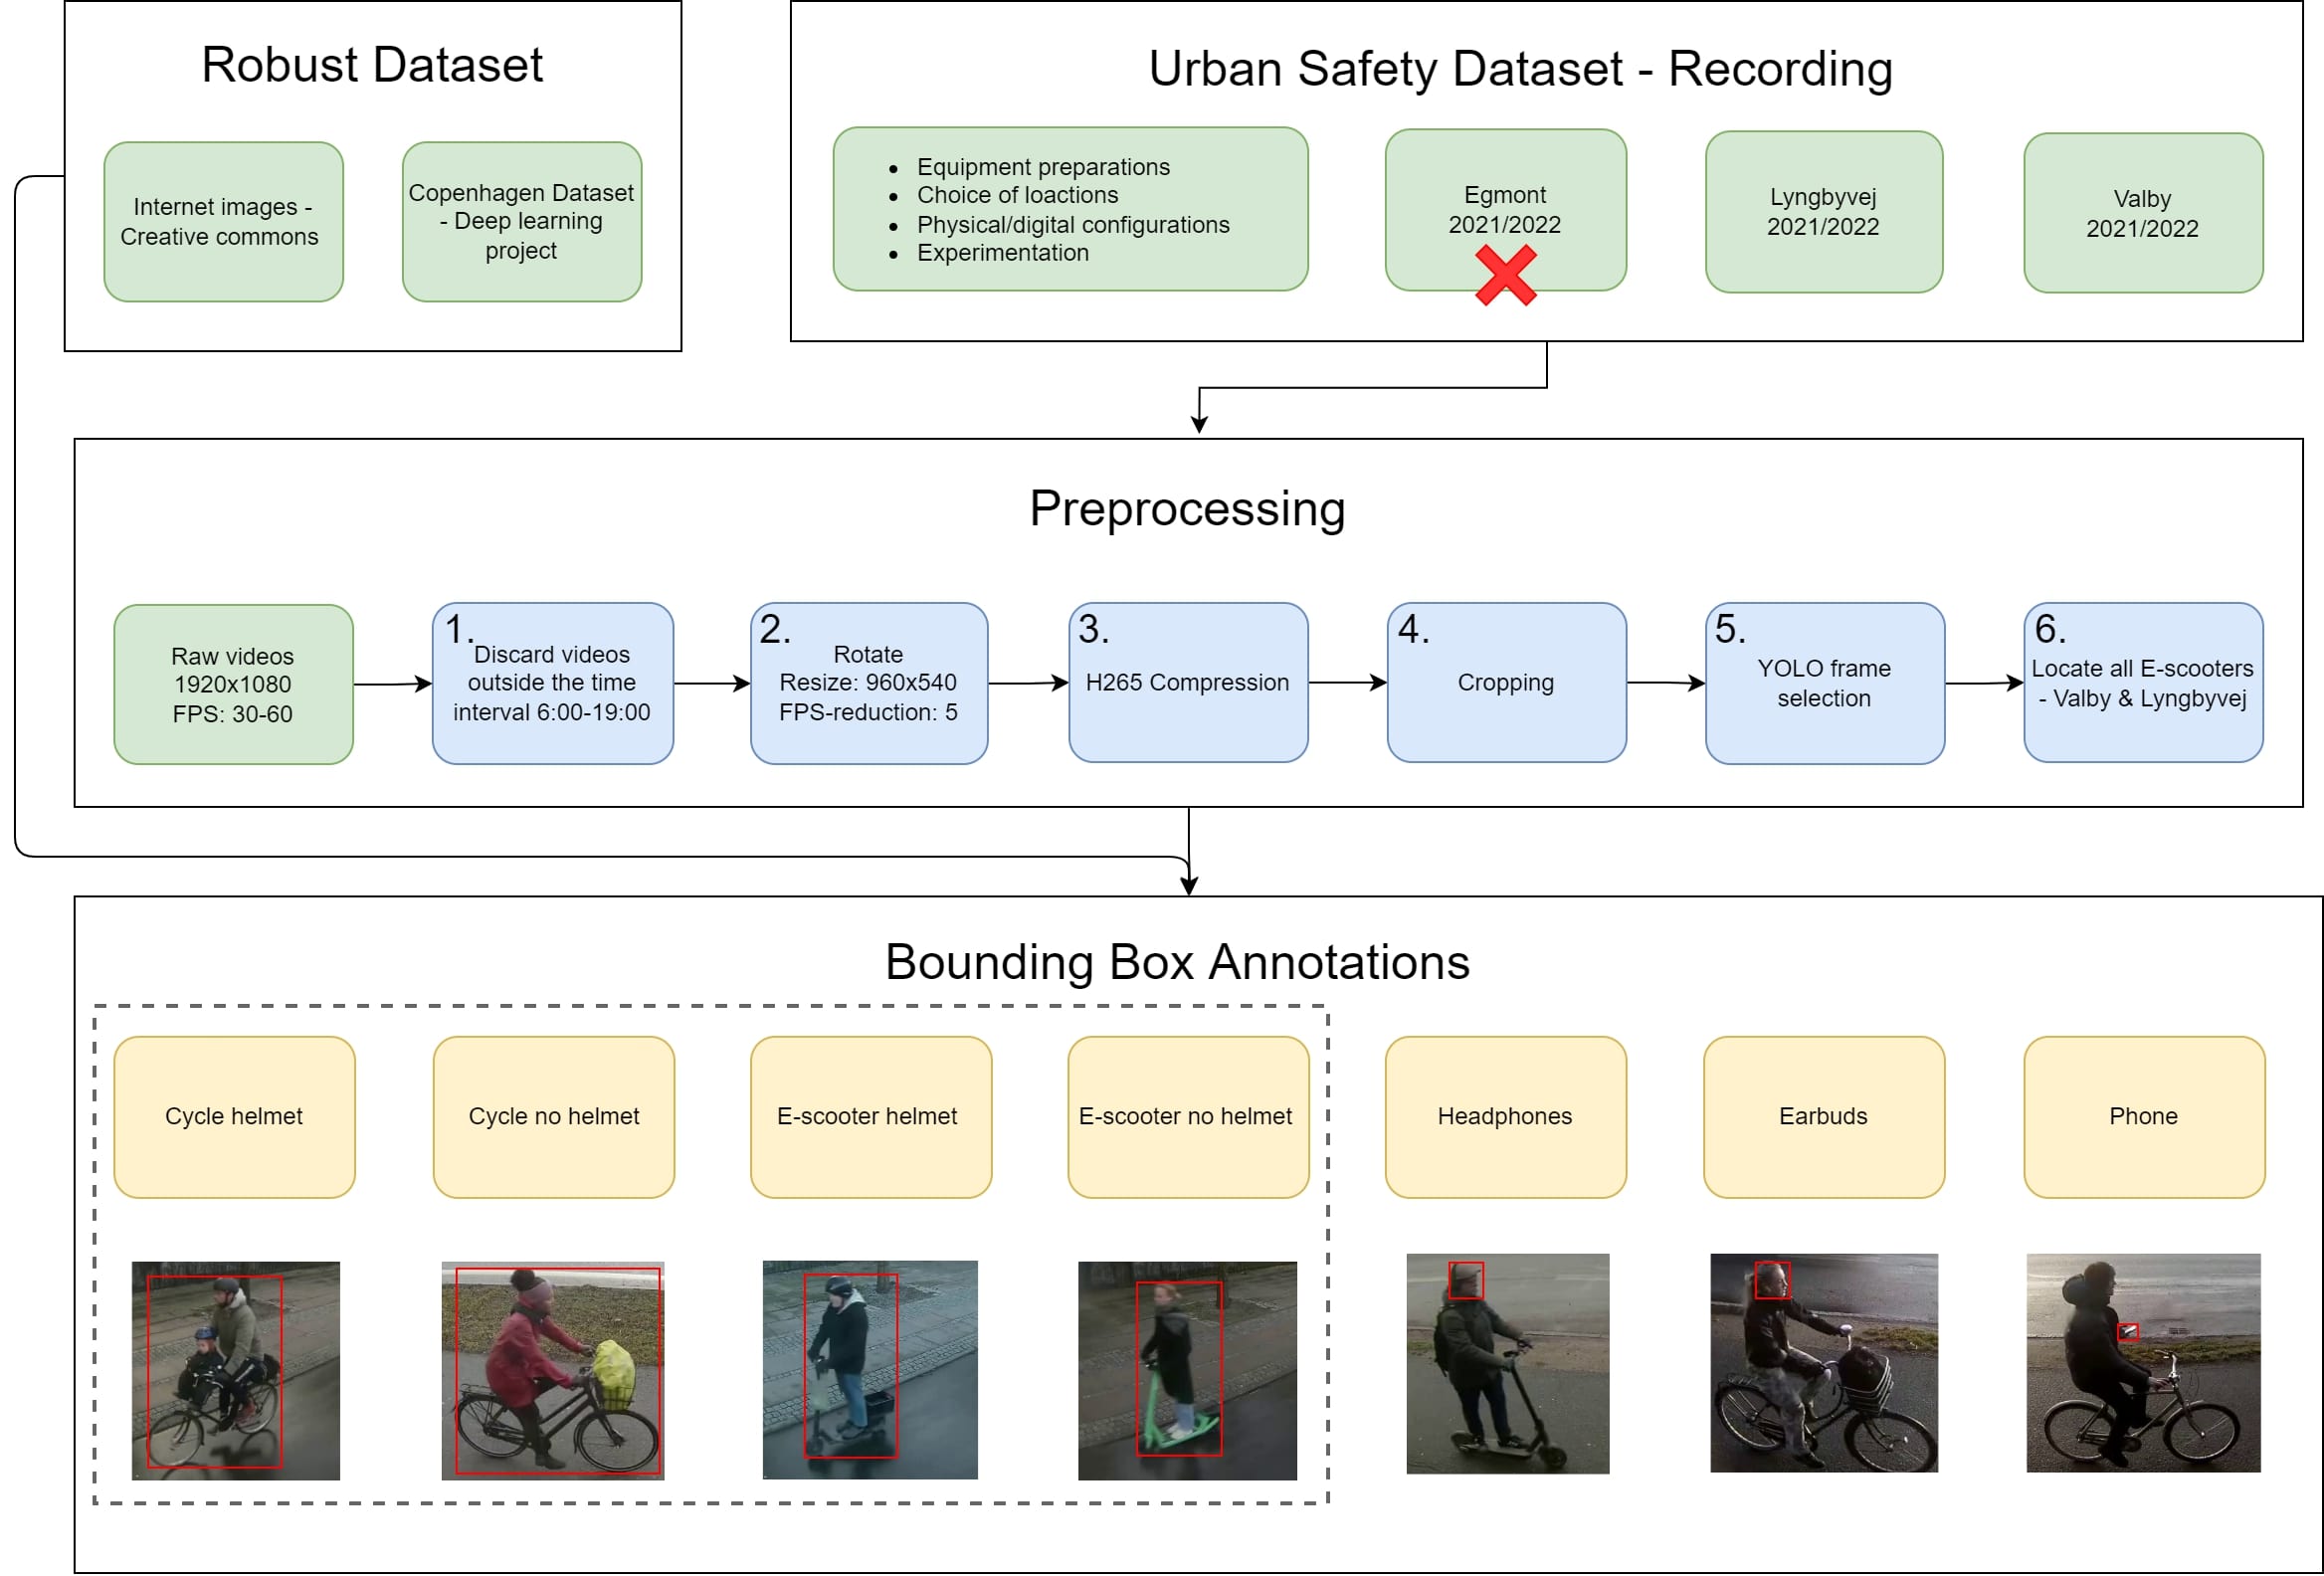 Robust Dataset
Internet images -
Creative commons
Copenhagen Dataset
- Deep learning
project
Urban Safety Dataset - Recording
• Equipment preparations
• Choice of loactions
• Physical/digital configurations
• Experimentation
Egmont
2021/2022
Lyngbyvej
2021/2022
Valby
2021/2022
Preprocessing
Raw videos
1920x1080
FPS: 30-60
1.
Discard videos
outside the time
interval 6:00-19:00
2.
Rotate
Resize: 960x540
FPS-reduction: 5
3.
H265 Compression
4.
Cropping
5.
YOLO frame
selection
6.
Locate all E-scooters
- Valby & Lyngbyvej
Bounding Box Annotations
Cycle helmet
Cycle no helmet
E-scooter helmet
E-scooter no helmet
Headphones
Earbuds
Phone